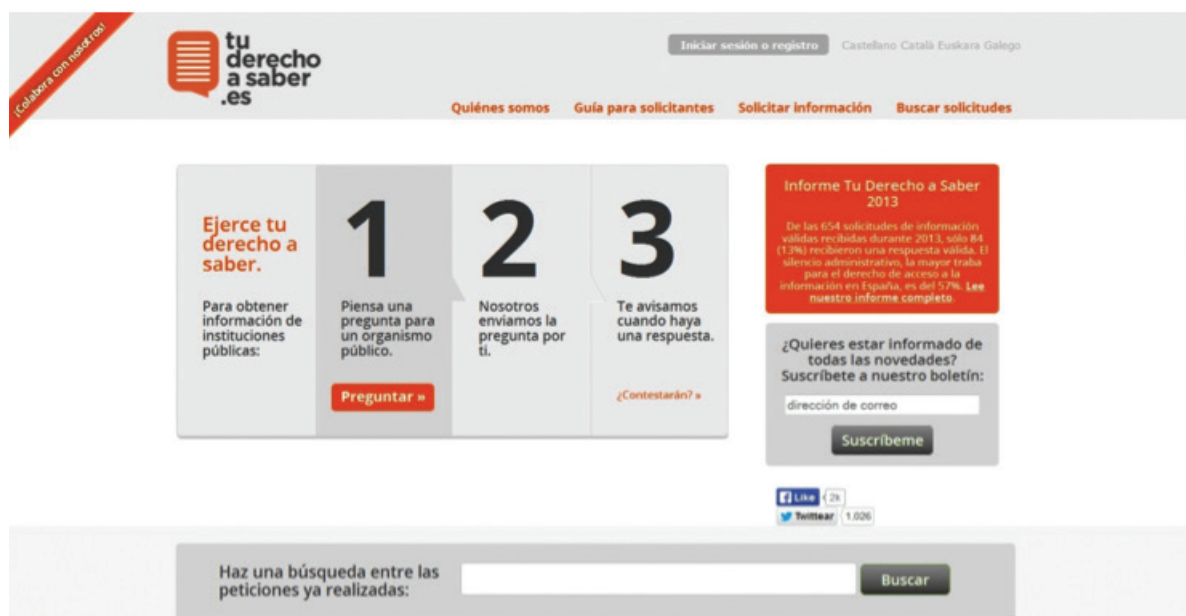 ¡Colabora con nosotros!
tu
derecho
a saber
.es
Iniciar sesión o registro
Castellano Català Euskara Galego
Quiénes somos
Guía para solicitantes
Solicitar información
Buscar solicitudes
Ejerce tu
derecho a
saber.
Para obtener
información de
instituciones
públicas:
1
Piensa una
pregunta para
un organismo
público.
Preguntar »
2
Nosotros
enviamos la
pregunta por
ti.
3
Te avisamos
cuando haya
una respuesta.
¿Contestarán? »
Informe Tu Derecho a Saber
2013
De las 654 solicitudes de información
válidas recibidas durante 2013, sólo 84
(13%) recibieron una respuesta válida. El
silencio administrativo, la mayor traba
para el derecho de acceso a la
información en España, es del 57%. Lee
nuestro informe completo.
¿Quieres estar informado de
todas las novedades?
Suscríbete a nuestro boletín:
dirección de correo
Suscríbeme
Like 2k
Twittear 1.026
Haz una búsqueda entre las
peticiones ya realizadas:
Buscar